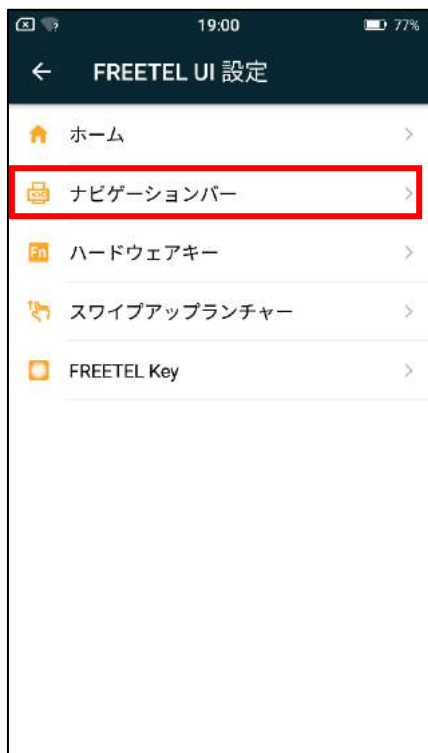 19:00
77%
FREETEL UI 設定
ホーム
ナビゲーションバー
Fn ハードウェアキー
スワイプアップランチャー
FREETEL Key